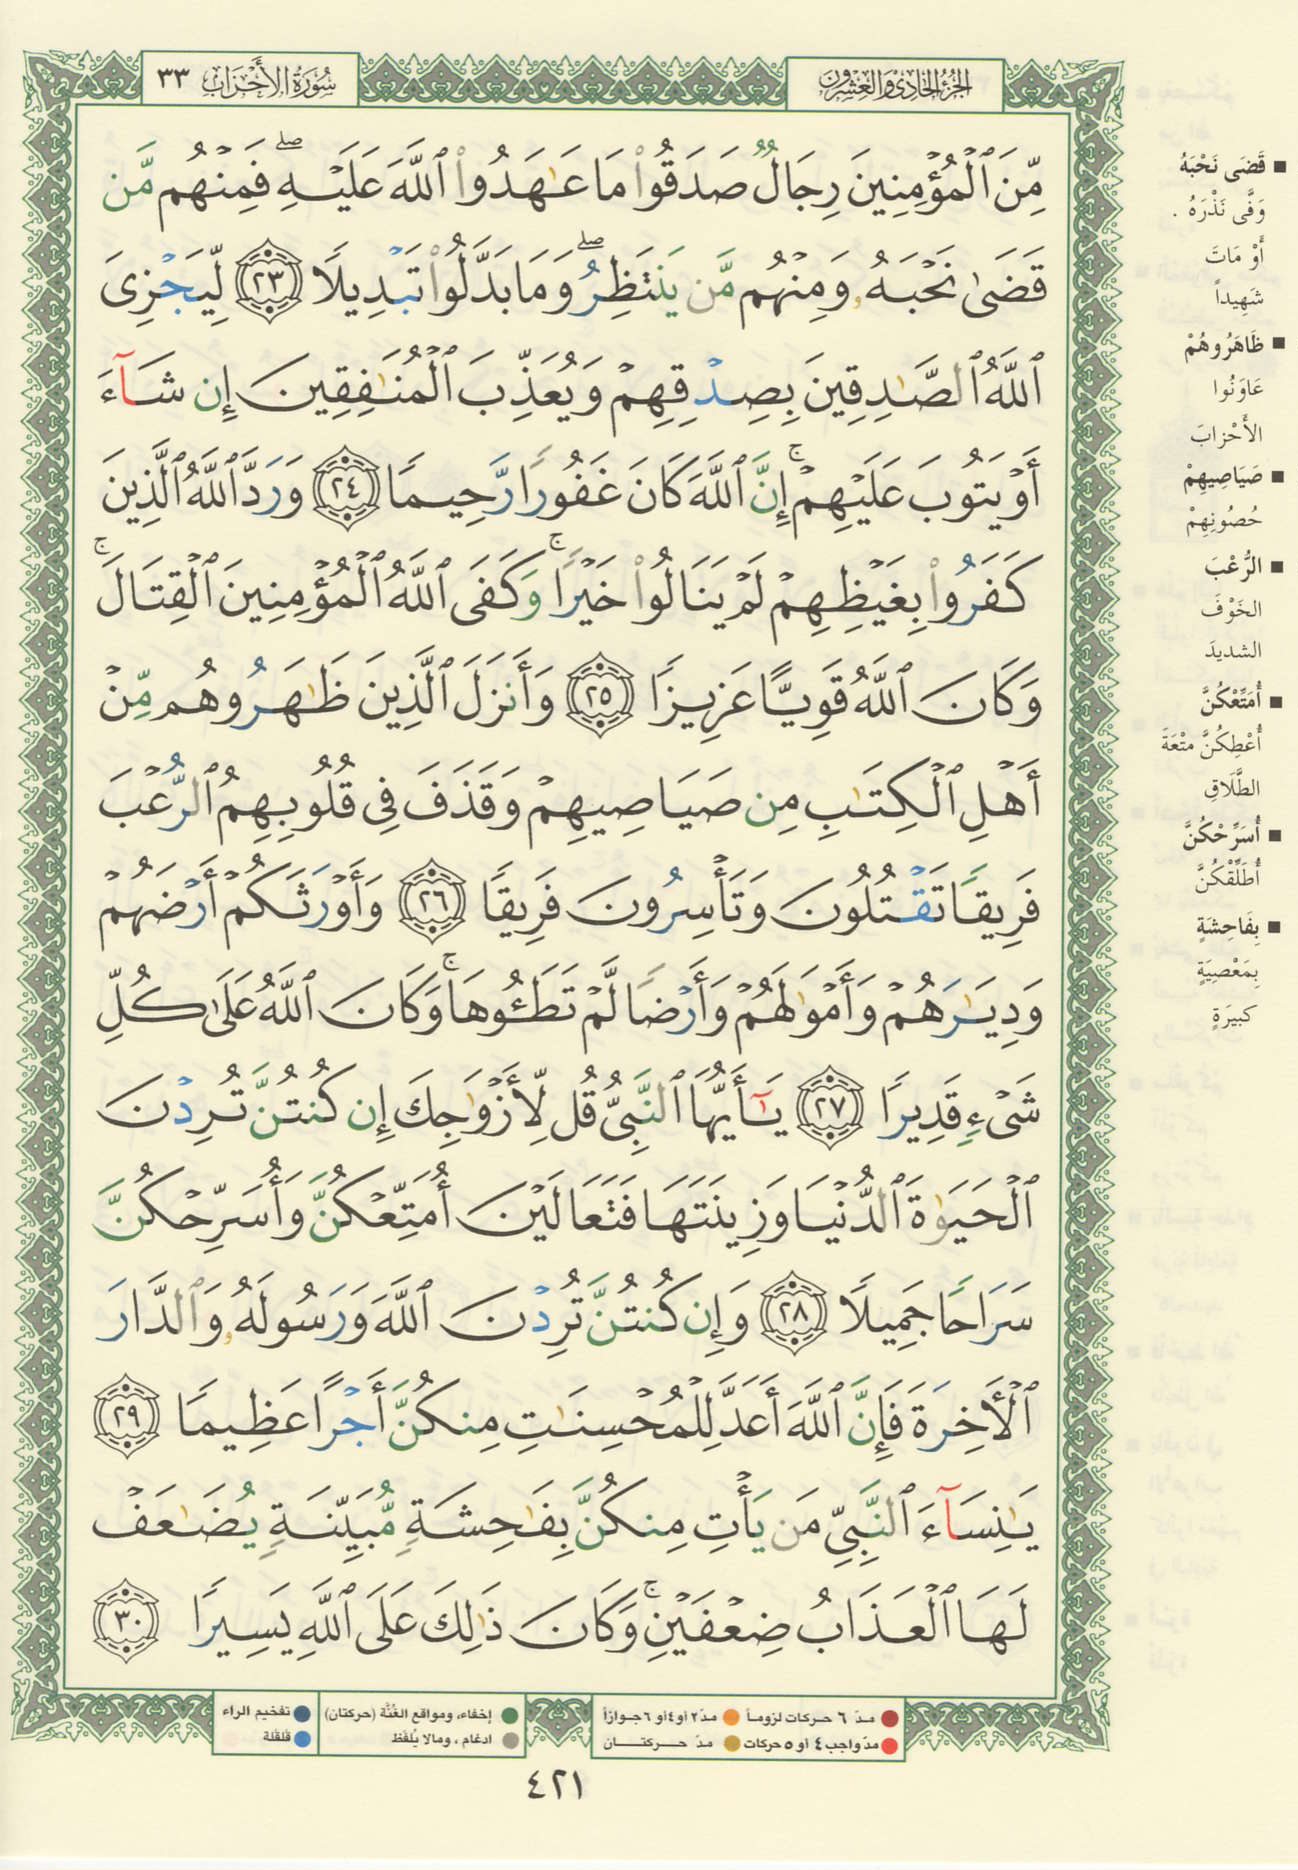 الجزء الحادي والعشرون
سورة الأحزاب ٣٣
مِّنَ ٱلْمُؤْمِنِينَ رِجَالٌ صَدَقُوا۟ مَا عَـٰهَدُوا۟ ٱللَّهَ عَلَيْهِ ۖ فَمِنْهُم مَّن
قَضَىٰ نَحْبَهُۥ وَمِنْهُم مَّن يَنتَظِرُ ۖ وَمَا بَدَّلُوا۟ تَبْدِيلًا ٢٣ لِّيَجْزِىَ
ٱللَّهُ ٱلصَّـٰدِقِينَ بِصِدْقِهِمْ وَيُعَذِّبَ ٱلْمُنَـٰفِقِينَ إِن شَآءَ
أَوْ يَتُوبَ عَلَيْهِمْ ۚ إِنَّ ٱللَّهَ كَانَ غَفُورًا رَّحِيمًا ٢٤ وَرَدَّ ٱللَّهُ ٱلَّذِينَ
كَفَرُوا۟ بِغَيْظِهِمْ لَمْ يَنَالُوا۟ خَيْرًا ۚ وَكَفَى ٱللَّهُ ٱلْمُؤْمِنِينَ ٱلْقِتَالَ ۚ
وَكَانَ ٱللَّهُ قَوِيًّا عَزِيزًا ٢٥ وَأَنزَلَ ٱلَّذِينَ ظَـٰهَرُوهُم مِّنْ
أَهْلِ ٱلْكِتَـٰبِ مِن صَيَاصِيهِمْ وَقَذَفَ فِى قُلُوبِهِمُ ٱلرُّعْبَ
فَرِيقًا تَقْتُلُونَ وَتَأْسِرُونَ فَرِيقًا ٢٦ وَأَوْرَثَكُمْ أَرْضَهُمْ
وَدِيَـٰرَهُمْ وَأَمْوَٰلَهُمْ وَأَرْضًا لَّمْ تَطَـُٔوهَا ۚ وَكَانَ ٱللَّهُ عَلَىٰ كُلِّ
شَىْءٍ قَدِيرًا ٢٧ يَـٰٓأَيُّهَا ٱلنَّبِىُّ قُل لِّأَزْوَٰجِكَ إِن كُنتُنَّ تُرِدْنَ
ٱلْحَيَوٰةَ ٱلدُّنْيَا وَزِينَتَهَا فَتَعَالَيْنَ أُمَتِّعْكُنَّ وَأُسَرِّحْكُنَّ
سَرَاحًا جَمِيلًا ٢٨ وَإِن كُنتُنَّ تُرِدْنَ ٱللَّهَ وَرَسُولَهُۥ وَٱلدَّارَ
ٱلْأَخِرَةَ فَإِنَّ ٱللَّهَ أَعَدَّ لِلْمُحْسِنَـٰتِ مِنكُنَّ أَجْرًا عَظِيمًا ٢٩
يَـٰنِسَآءَ ٱلنَّبِىِّ مَن يَأْتِ مِنكُنَّ بِفَـٰحِشَةٍ مُّبَيِّنَةٍ يُضَـٰعَفْ
لَهَا ٱلْعَذَابُ ضِعْفَيْنِ ۚ وَكَانَ ذَٰلِكَ عَلَى ٱللَّهِ يَسِيرًا ٣٠
■ قَضَى نَحْبَهُ
وَفَّى نَذْرَهُ .
أَوْ مَاتَ
شَهِيداً
■ ظَاهَرُوهُمْ
عَاوَنُوا
الأَحْزابَ
■ صَيَاصِيهِمْ
حُصُونِهِمْ
■ الرُّعْبَ
الخَوْفَ
الشديدَ
■ أُمَتِّعْكُنَّ
أُعْطِكُنَّ مُتْعَةَ
الطَّلَاقِ
■ أُسَرِّحْكُنَّ
أُطَلِّقْكُنَّ
■ بِفَاحِشَةٍ
بِمَعْصِيَةٍ
كبيرَةٍ
مدّ ٦ حركات لزوماً
مدّ ٢ أو ٤ أو ٦ جوازاً
مدّ واجب ٤ أو ٥ حركات
مدّ حركتان
إخفاء، ومواقع الغُنَّة (حركتان)
ادغام، ومالا يُلفَظ
تفخيم الراء
قلقلة
٤٢١